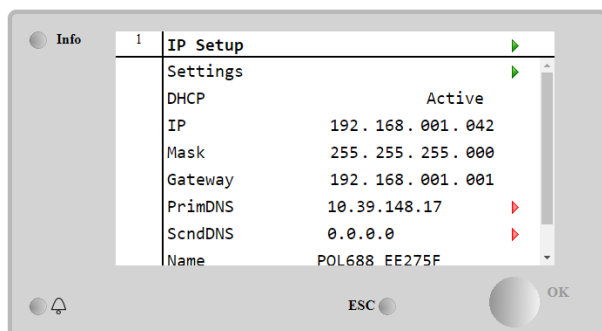 Info
1 IP Setup
Settings
DHCP Active
IP 192.168.001.042
Mask 255.255.255.000
Gateway 192.168.001.001
PrimDNS 10.39.148.17
ScndDNS 0.0.0.0
Name POL688_EE275F
ESC
OK